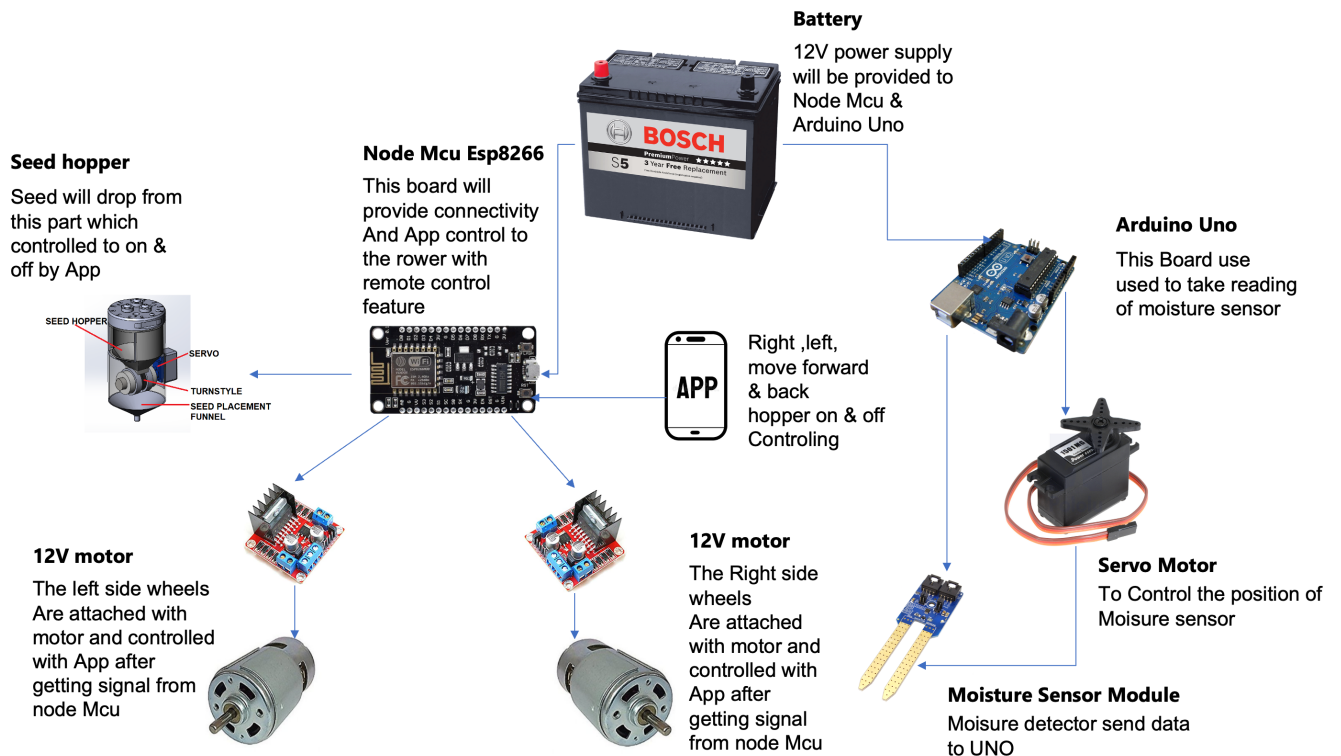 Battery
12V power supply
will be provided to
Node Mcu &
Arduino Uno
BOSCH
S5
PremiumPower ★★★★★
3 Year Free Replacement
Seed hopper
Seed will drop from
this part which
controlled to on &
off by App
SEED HOPPER
SERVO
TURNSTYLE
SEED PLACEMENT
FUNNEL
Node Mcu Esp8266
This board will
provide connectivity
And App control to
the rower with
remote control
feature
WiFi
APP
Right ,left,
move forward
& back
hopper on & off
Controling
Arduino Uno
This Board use
used to take reading
of moisture sensor
12V motor
The left side wheels
Are attached with
motor and controlled
with App after
getting signal from
node Mcu
12V motor
The Right side
wheels
Are attached
with motor and
controlled with
App after
getting signal
from node Mcu
Servo Motor
To Control the position of
Moisure sensor
Moisture Sensor Module
Moisure detector send data
to UNO